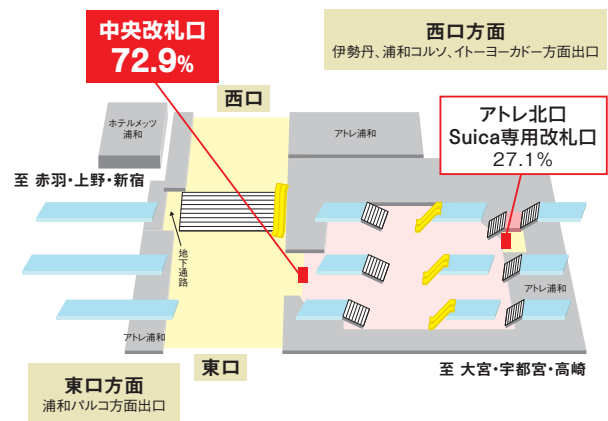 中央改札口
72.9%
西口方面
伊勢丹、浦和コルソ、イトーヨーカドー方面出口
西口
ホテルメッツ
浦和
アトレ浦和
アトレ北口
Suica専用改札口
27.1%
至 赤羽・上野・新宿
地下通路
アトレ浦和
アトレ浦和
東口
至 大宮・宇都宮・高崎
東口方面
浦和パルコ方面出口